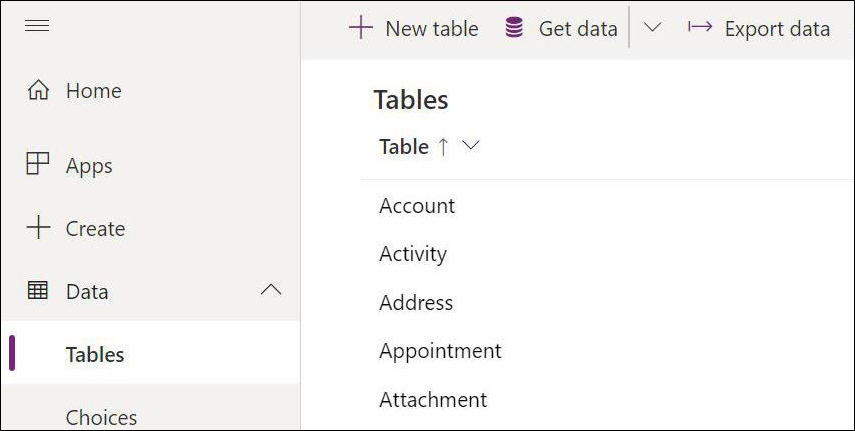 New table Get data Export data
Home
Apps
Create
Data
Tables
Choices
Tables
Table ↑
Account
Activity
Address
Appointment
Attachment